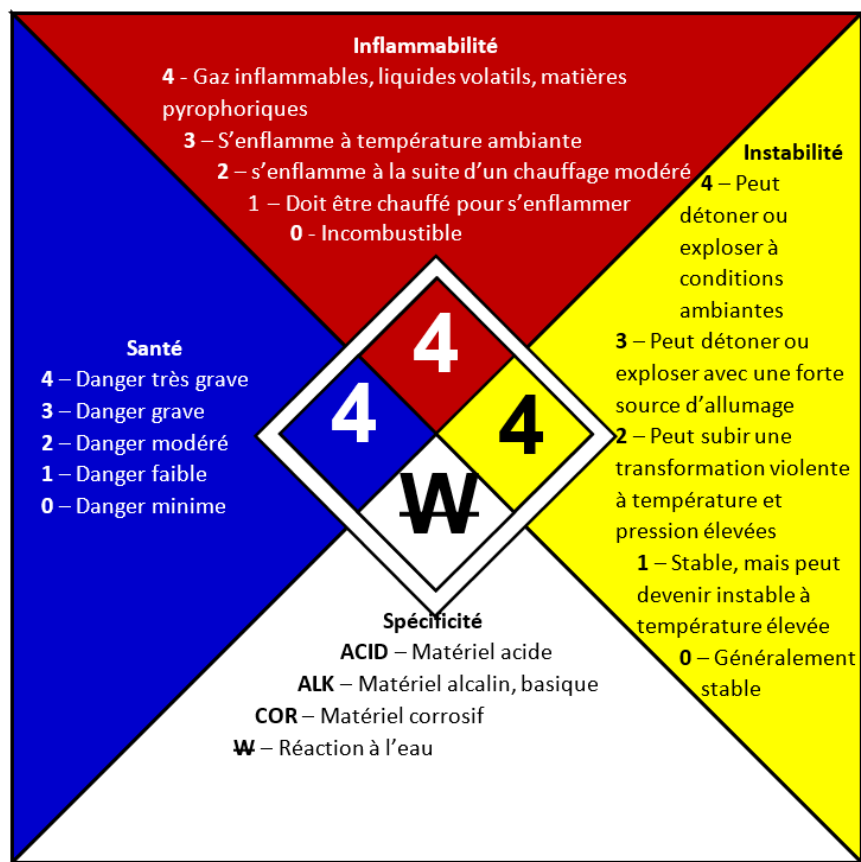 Inflammabilité
4 - Gaz inflammables, liquides volatils, matières
pyrophoriques
3 – S’enflamme à température ambiante
2 – s’enflamme à la suite d’un chauffage modéré
1 – Doit être chauffé pour s’enflammer
0 - Incombustible
Instabilité
4 – Peut
détoner ou
exploser à
conditions
ambiantes
3 – Peut détoner ou
exploser avec une forte
source d’allumage
2 – Peut subir une
transformation violente
à température et
pression élevées
1 – Stable, mais peut
devenir instable à
température élevée
0 – Généralement
stable
Santé
4 – Danger très grave
3 – Danger grave
2 – Danger modéré
1 – Danger faible
0 – Danger minime
4
4
4
W
Spécificité
ACID – Matériel acide
ALK – Matériel alcalin, basique
COR – Matériel corrosif
W – Réaction à l’eau